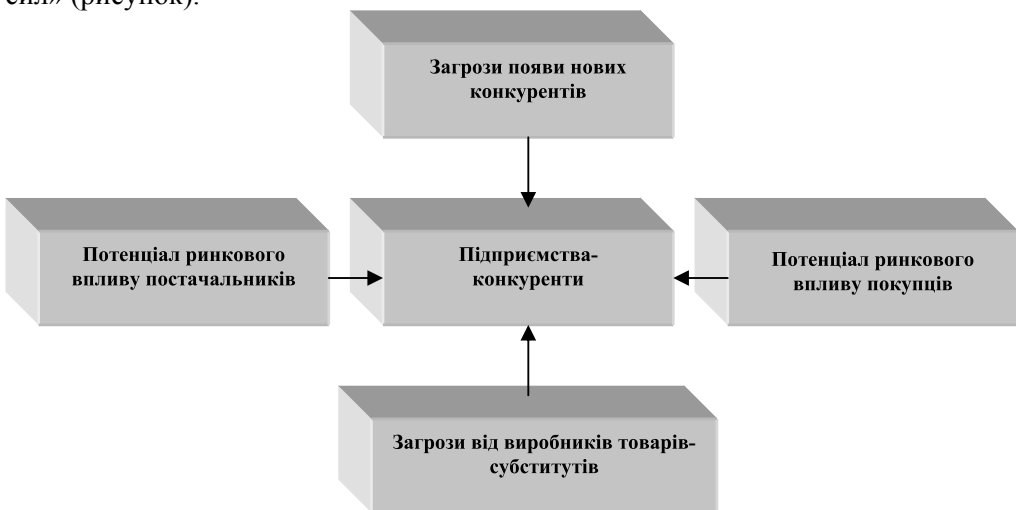 сил» (рисунок).
Загрози появи нових
конкурентів
Потенціал ринкового
впливу постачальників
Підприємства-
конкуренти
Потенціал ринкового
впливу покупців
Загрози від виробників товарів-
субститутів